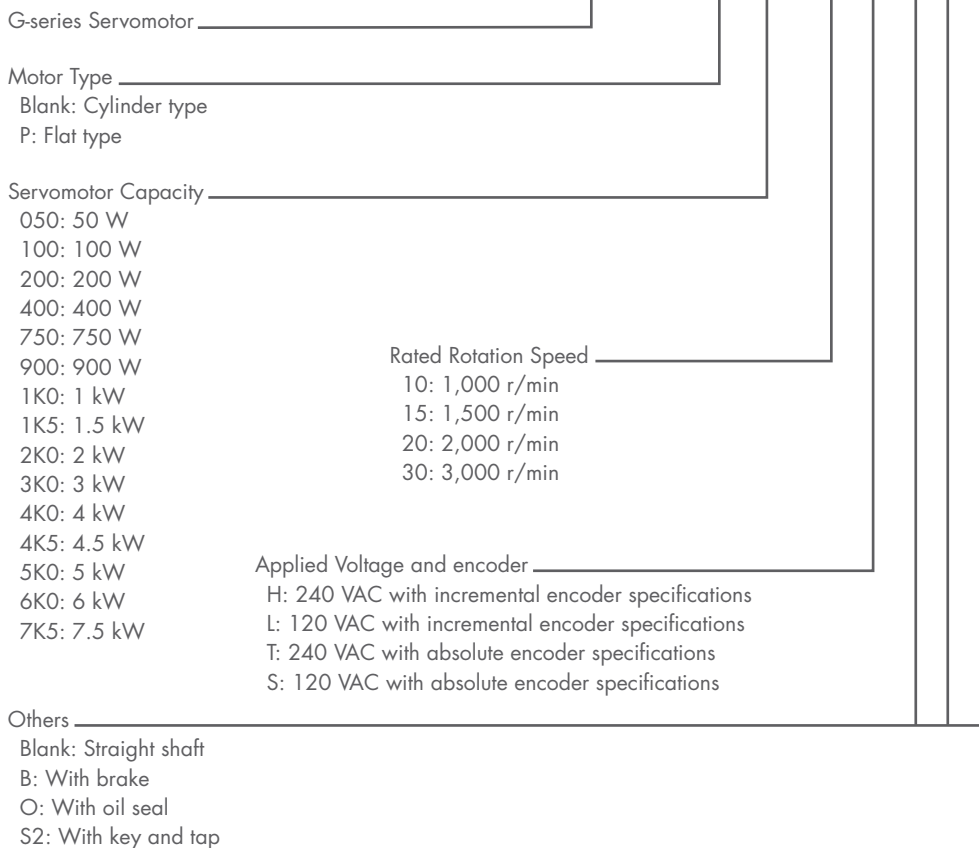 G-series Servomotor
Motor Type
Blank: Cylinder type
P: Flat type
Servomotor Capacity
050: 50 W
100: 100 W
200: 200 W
400: 400 W
750: 750 W
900: 900 W
1K0: 1 kW
1K5: 1.5 kW
2K0: 2 kW
3K0: 3 kW
4K0: 4 kW
4K5: 4.5 kW
5K0: 5 kW
6K0: 6 kW
7K5: 7.5 kW
Rated Rotation Speed
10: 1,000 r/min
15: 1,500 r/min
20: 2,000 r/min
30: 3,000 r/min
Applied Voltage and encoder
H: 240 VAC with incremental encoder specifications
L: 120 VAC with incremental encoder specifications
T: 240 VAC with absolute encoder specifications
S: 120 VAC with absolute encoder specifications
Others
Blank: Straight shaft
B: With brake
O: With oil seal
S2: With key and tap